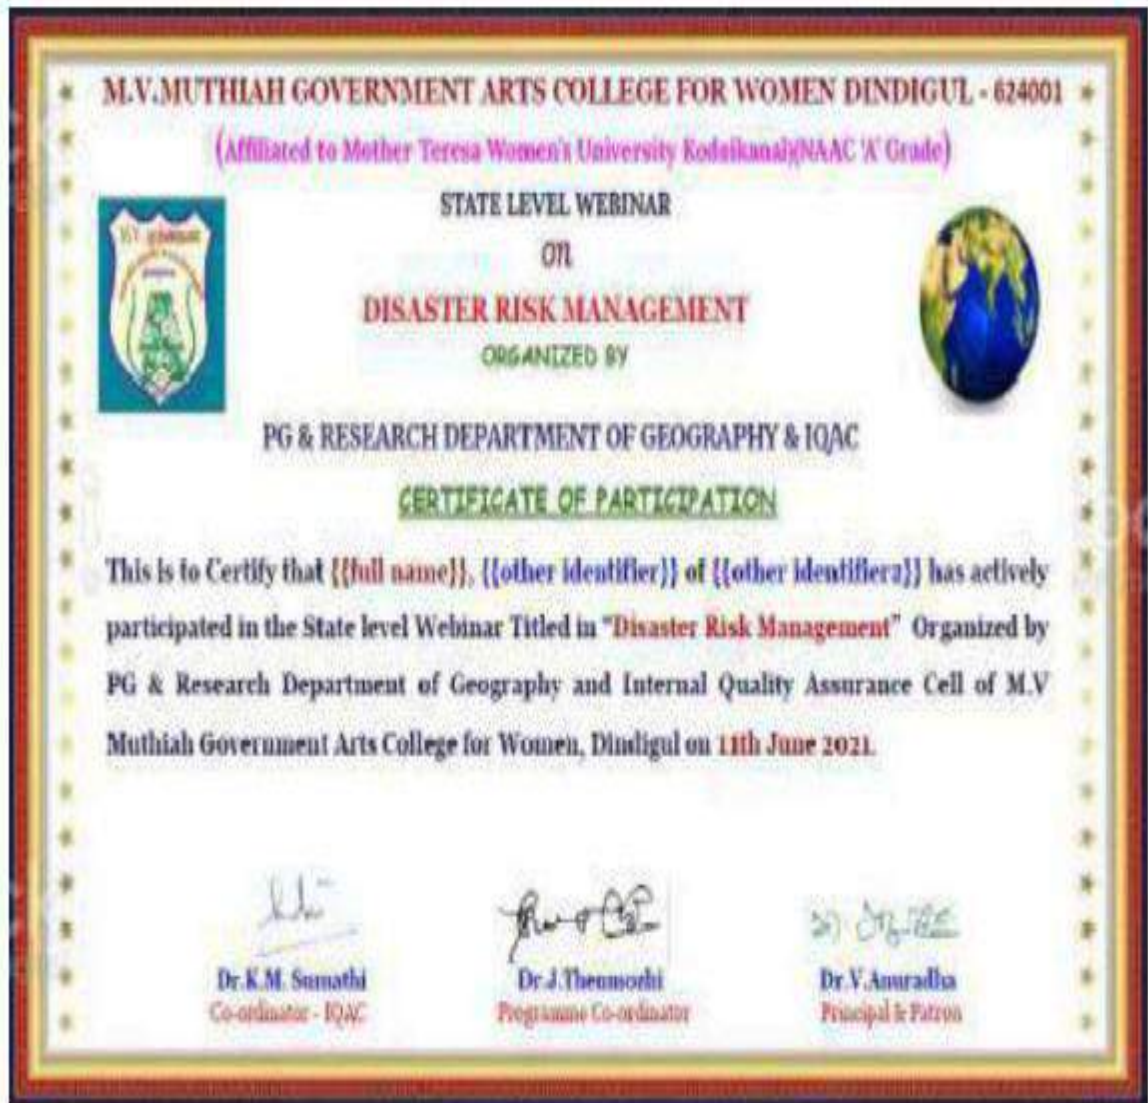 M.V.MUTHIAH GOVERNMENT ARTS COLLEGE FOR WOMEN DINDIGUL - 624001
(Affiliated to Mother Teresa Women's University Kodaikanal)(NAAC 'A' Grade)
STATE LEVEL WEBINAR
on
DISASTER RISK MANAGEMENT
ORGANIZED BY
PG & RESEARCH DEPARTMENT OF GEOGRAPHY & IQAC
CERTIFICATE OF PARTICIPATION
This is to Certify that {{full name}}, {{other identifier}} of {{other identifier2}} has actively
participated in the State level Webinar Titled in "Disaster Risk Management" Organized by
PG & Research Department of Geography and Internal Quality Assurance Cell of M.V
Muthiah Government Arts College for Women, Dindigul on 11th June 2021.
Dr.K.M. Sumathi
Co-ordinator - IQAC
Dr.J.Thenmozhi
Programme Co-ordinator
Dr.V.Anuradha
Principal & Patron